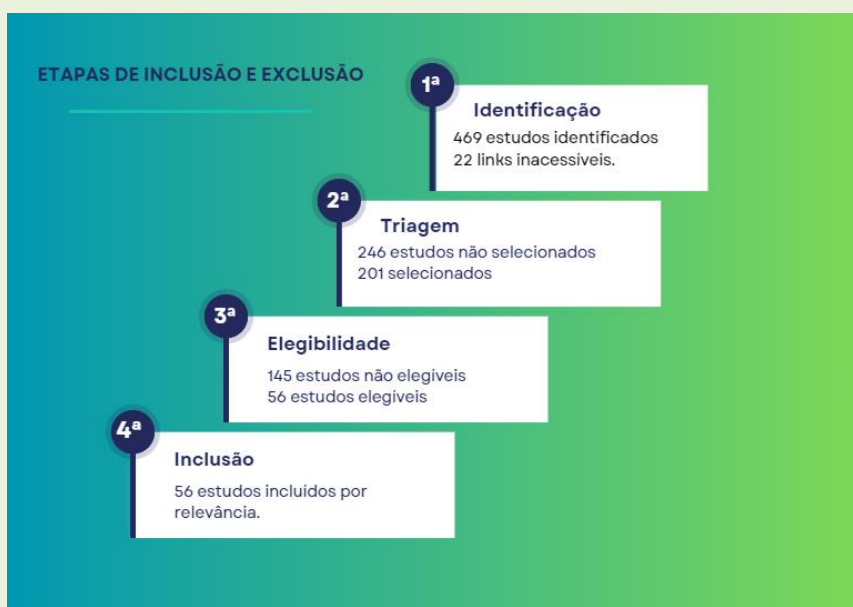 ETAPAS DE INCLUSÃO E EXCLUSÃO
1ª
Identificação
469 estudos identificados
22 links inacessíveis.
2ª
Triagem
246 estudos não selecionados
201 selecionados
3ª
Elegibilidade
145 estudos não elegíveis
56 estudos elegíveis
4ª
Inclusão
56 estudos incluídos por
relevância.